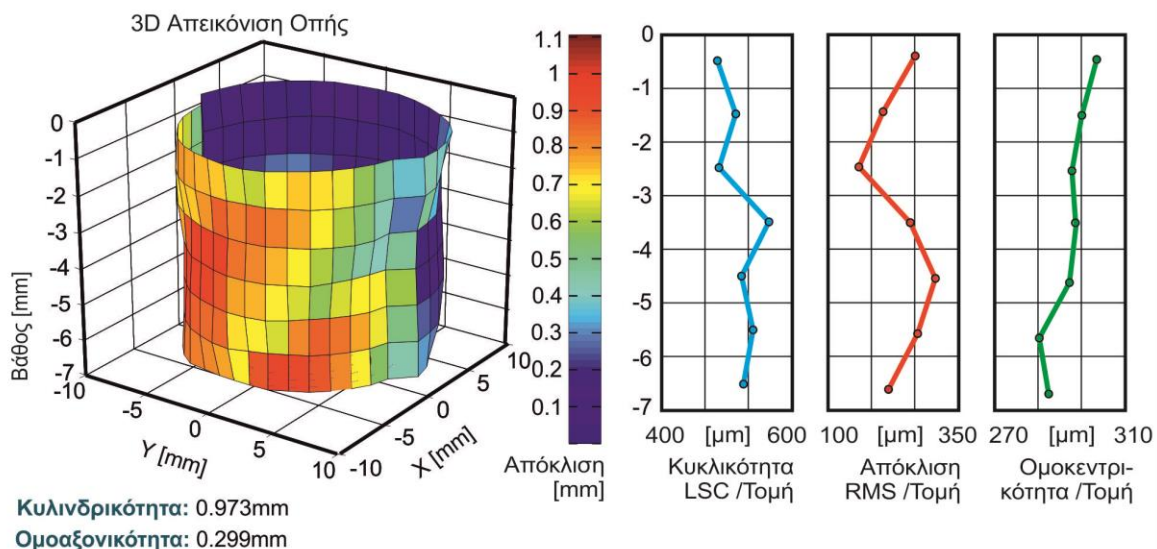 3D Απεικόνιση Οπής
0
-1
-2
-3
-4
-5
-6
-7
Βάθος [mm]
-10
-5
0
5
10
Y [mm]
-10
-5
0
5
10
X [mm]
1.1
1
0.9
0.8
0.7
0.6
0.5
0.4
0.3
0.2
0.1
Απόκλιση
[mm]
0
-1
-2
-3
-4
-5
-6
-7
400 [μm] 600
Κυκλικότητα
LSC /Τομή
100 [μm] 350
Απόκλιση
RMS /Τομή
270 [μm] 310
Ομοκεντρι-
κότητα /Τομή
Κυλινδρικότητα: 0.973mm
Ομοαξονικότητα: 0.299mm